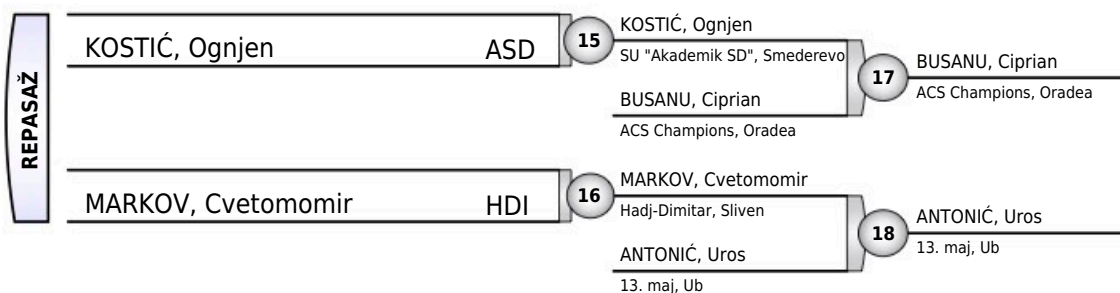 REPASAŽ
KOSTIĆ, Ognjen ASD
15
KOSTIĆ, Ognjen
SU "Akademik SD", Smederevo
BUSANU, Ciprian
ACS Champions, Oradea
17
BUSANU, Ciprian
ACS Champions, Oradea
MARKOV, Cvetomomir HDI
16
MARKOV, Cvetomomir
Hadj-Dimitar, Sliven
ANTONIĆ, Uros
13. maj, Ub
18
ANTONIĆ, Uros
13. maj, Ub